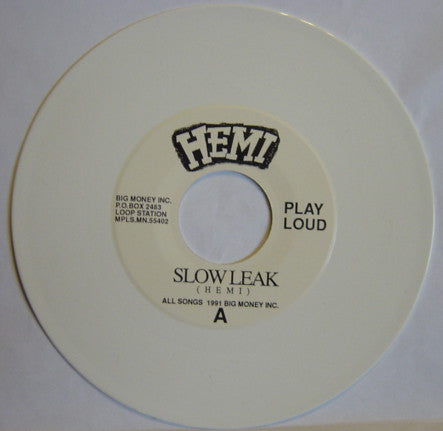 HEMI
BIG MONEY INC.
P.O.BOX 2483
LOOP STATION
MPLS.MN.55402
PLAY
LOUD
SLOW LEAK
(HEMI)
ALL SONGS 1991 BIG MONEY INC.
A